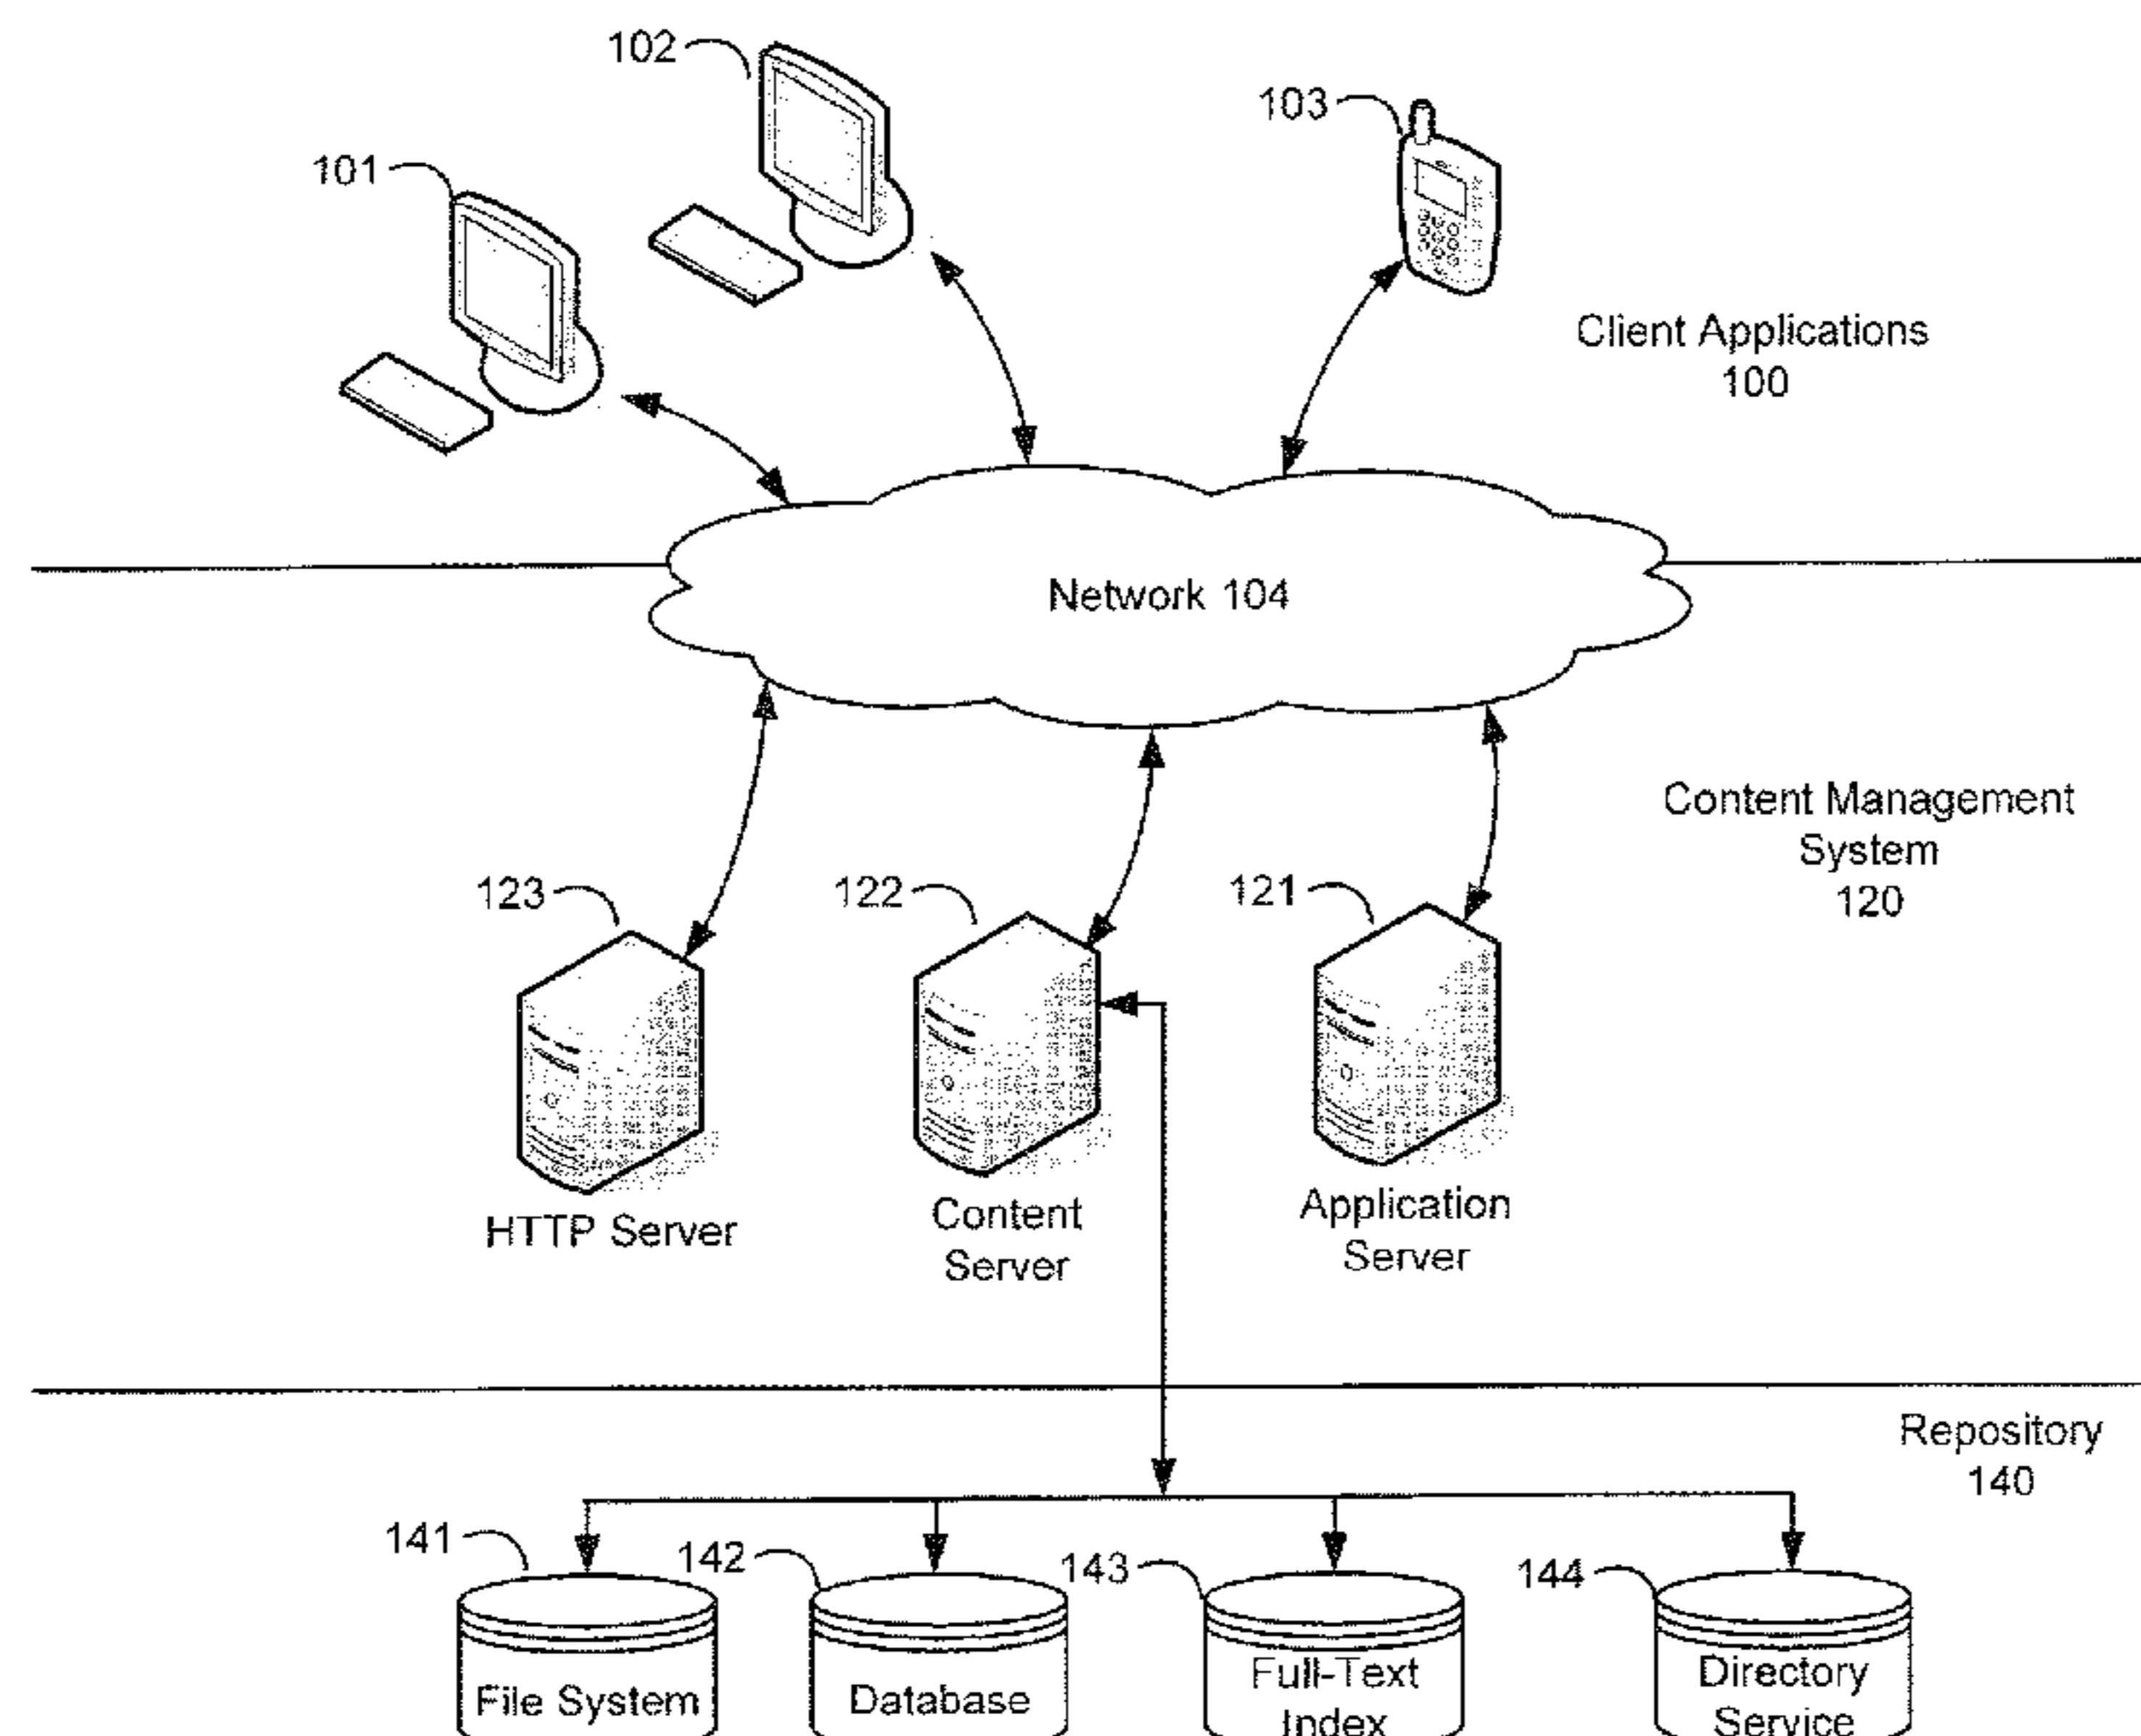 102
103
101
Client Applications
100
Network 104
Content Management
System
120
123
122
121
HTTP Server
Content
Server
Application
Server
Repository
140
141
142
143
144
File System
Database
Full-Text
Index
Directory
Service